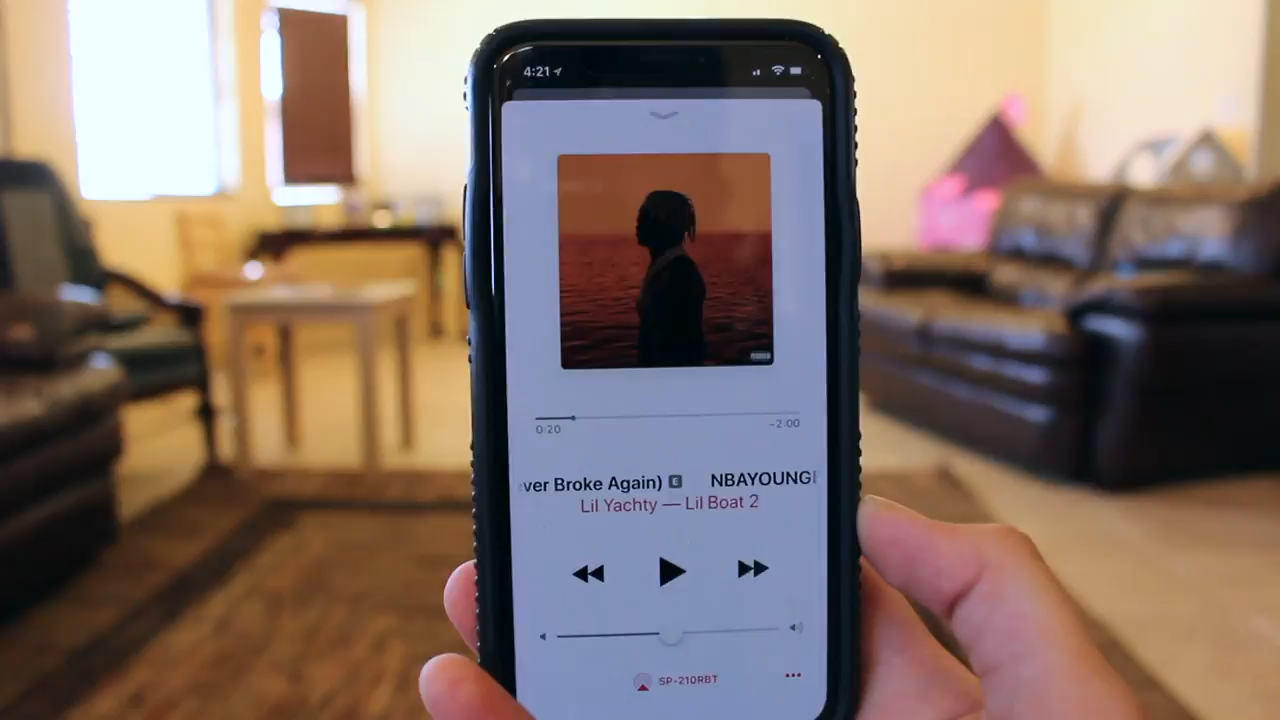 4:21
0:20
-2:00
ver Broke Again) E NBAYOUNG
Lil Yachty — Lil Boat 2
SP-210RBT